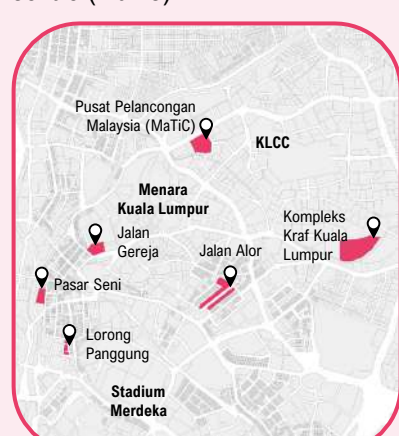 Pusat Pelancongan
Malaysia (MaTiC)
KLCC
Menara
Kuala Lumpur
Jalan
Gereja
Jalan Alor
Kompleks
Kraf Kuala
Lumpur
Pasar Seni
Lorong
Panggung
Stadium
Merdeka